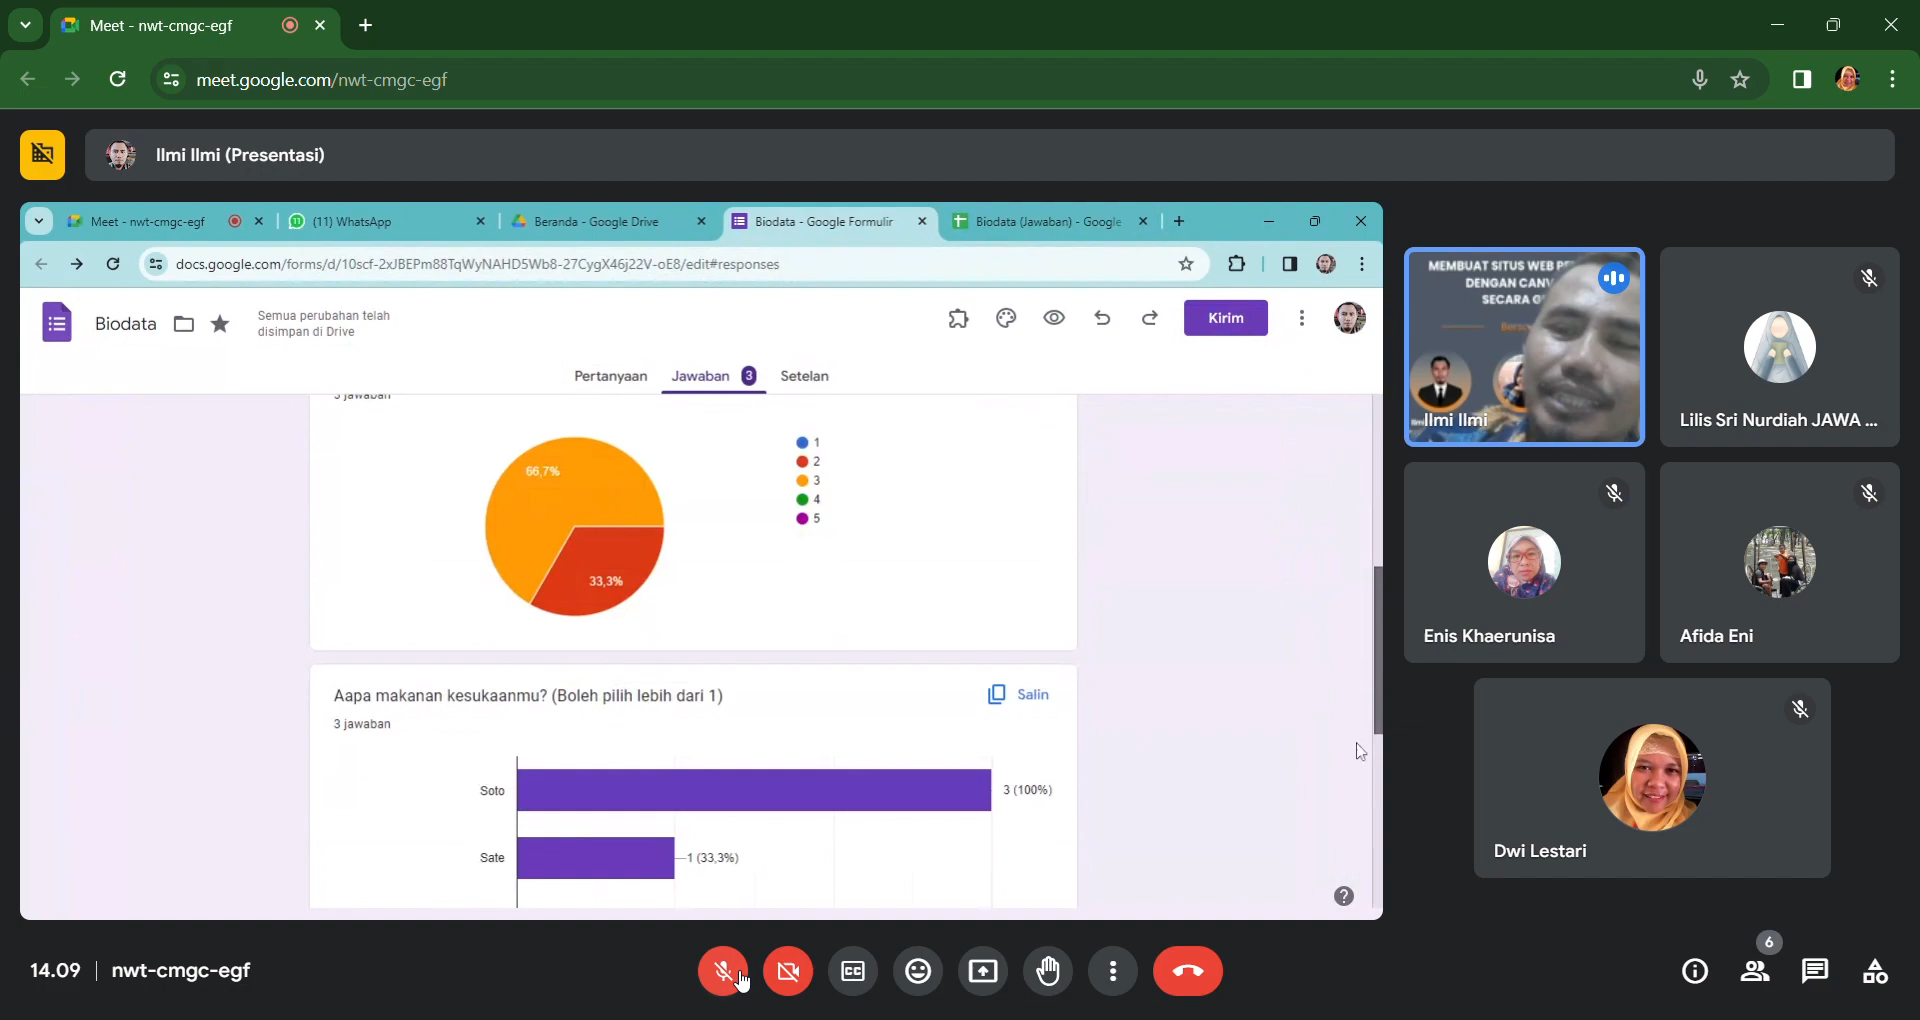 Meet - nwt-cmgc-egf
meet.google.com/nwt-cmgc-egf
Ilmi Ilmi (Presentasi)
Meet - nwt-cmgc-egf
(11) WhatsApp
Beranda - Google Drive
Biodata - Google Formulir
Biodata (Jawaban) - Google
docs.google.com/forms/d/10scf-2xJBEPm88TqWyNAHD5Wb8-27CygX46j22V-oE8/edit#responses
Biodata
Semua perubahan telah
disimpan di Drive
Kirim
Pertanyaan
Jawaban 3
Setelan
3 jawaban
66,7%
33,3%
1
2
3
4
5
Aapa makanan kesukaanmu? (Boleh pilih lebih dari 1)
Salin
3 jawaban
Soto
3 (100%)
Sate
1 (33,3%)
MEMBUAT SITUS WEB
DENGAN
SECARA
Ilmi Ilmi
Lilis Sri Nurdiah JAWA ...
Enis Khaerunisa
Afida Eni
Dwi Lestari
14.09
nwt-cmgc-egf
CC
6